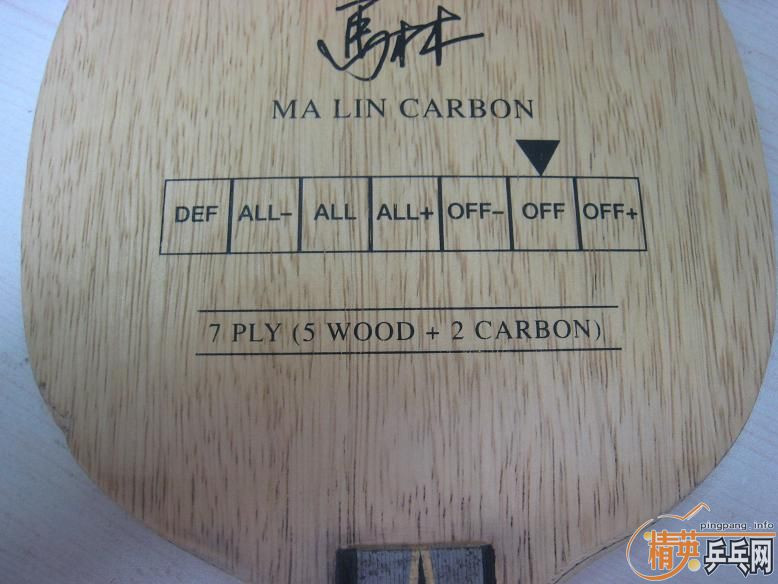 馬林
MA LIN CARBON
DEF ALL- ALL ALL+ OFF- OFF OFF+
7 PLY (5 WOOD + 2 CARBON)
pingpang.info
精英乒乓网